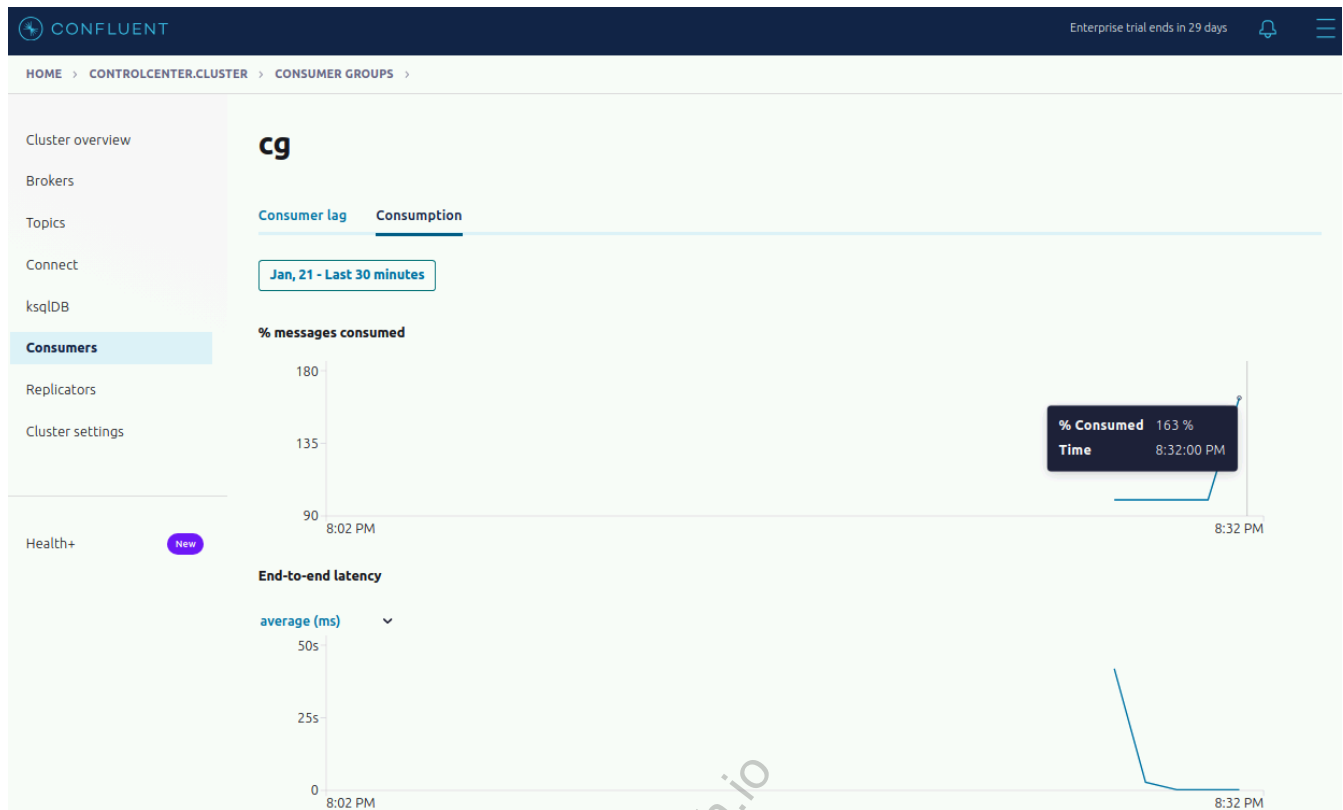 CONFLUENT
Enterprise trial ends in 29 days
HOME > CONTROLCENTER.CLUSTER > CONSUMER GROUPS >
Cluster overview
Brokers
Topics
Connect
ksqlDB
Consumers
Replicators
Cluster settings
Health+ New
cg
Consumer lag Consumption
Jan, 21 - Last 30 minutes
% messages consumed
180
135
90
8:02 PM 8:32 PM
% Consumed 163 %
Time 8:32:00 PM
End-to-end latency
average (ms)
50s
25s
0
8:02 PM 8:32 PM